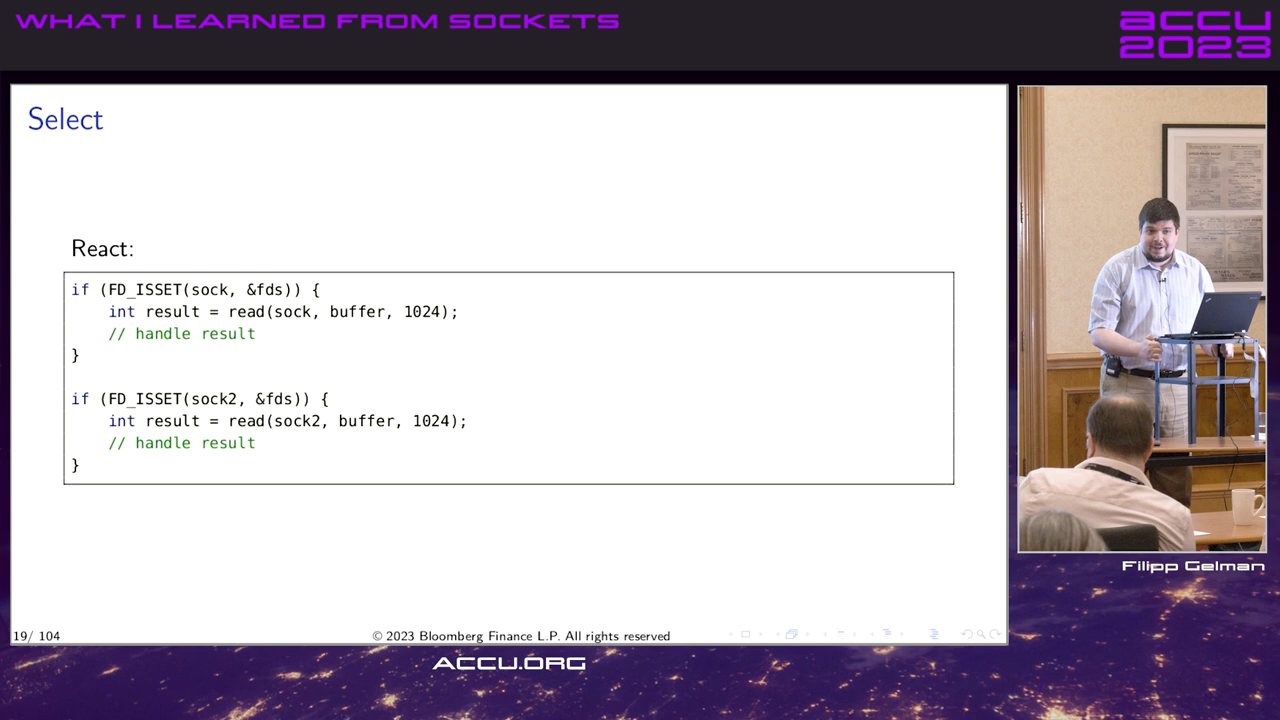 WHAT I LEARNED FROM SOCKETS
ACCU
2023
Select
React:
if (FD_ISSET(sock, &fds)) {
    int result = read(sock, buffer, 1024);
    // handle result
}
if (FD_ISSET(sock2, &fds)) {
    int result = read(sock2, buffer, 1024);
    // handle result
}
19/ 104
© 2023 Bloomberg Finance L.P. All rights reserved
Filipp Gelman
ACCU.ORG